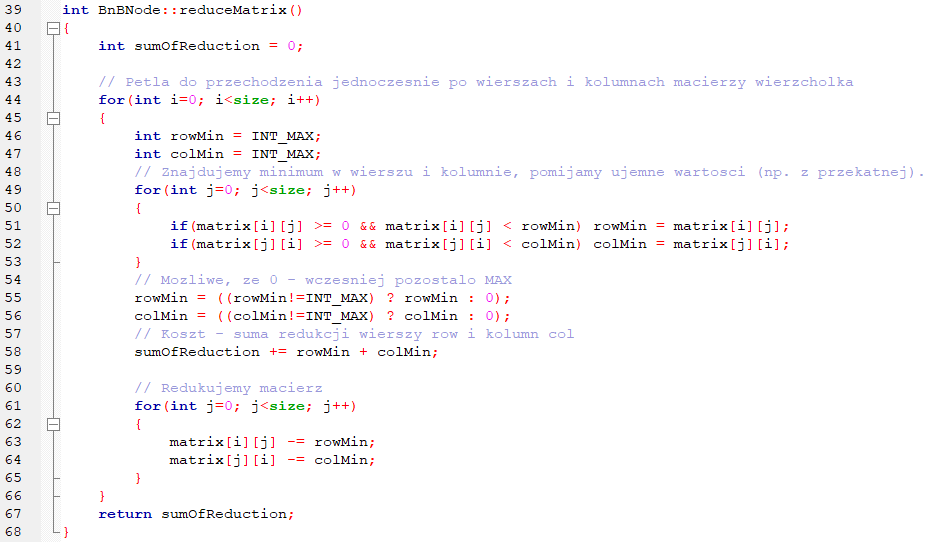 39 int BnBNode::reduceMatrix()
40 {
41     int sumOfReduction = 0;
42
43     // Petla do przechodzenia jednoczesnie po wierszach i kolumnach macierzy wierzcholka
44     for(int i=0; i<size; i++)
45     {
46         int rowMin = INT_MAX;
47         int colMin = INT_MAX;
48         // Znajdujemy minimum w wierszu i kolumnie, pomijamy ujemne wartosci (np. z przekatnej).
49         for(int j=0; j<size; j++)
50         {
51             if(matrix[i][j] >= 0 && matrix[i][j] < rowMin) rowMin = matrix[i][j];
52             if(matrix[j][i] >= 0 && matrix[j][i] < colMin) colMin = matrix[j][i];
53         }
54         // Mozliwe, ze 0 - wczesniej pozostalo MAX
55         rowMin = ((rowMin!=INT_MAX) ? rowMin : 0);
56         colMin = ((colMin!=INT_MAX) ? colMin : 0);
57         // Koszt - suma redukcji wierszy row i kolumn col
58         sumOfReduction += rowMin + colMin;
59
60         // Redukujemy macierz
61         for(int j=0; j<size; j++)
62         {
63             matrix[i][j] -= rowMin;
64             matrix[j][i] -= colMin;
65         }
66     }
67     return sumOfReduction;
68 }